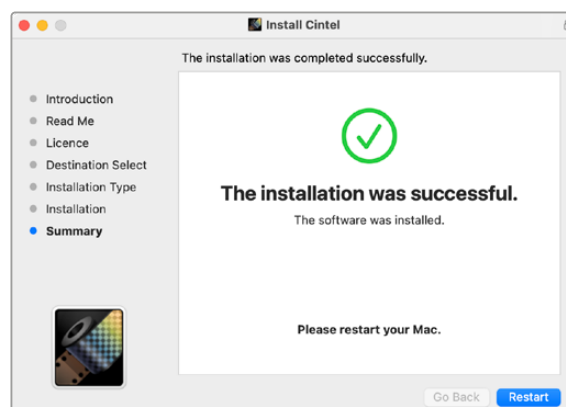 Install Cintel
The installation was completed successfully.
Introduction
Read Me
Licence
Destination Select
Installation Type
Installation
Summary
The installation was successful.
The software was installed.
Please restart your Mac.
Go Back
Restart